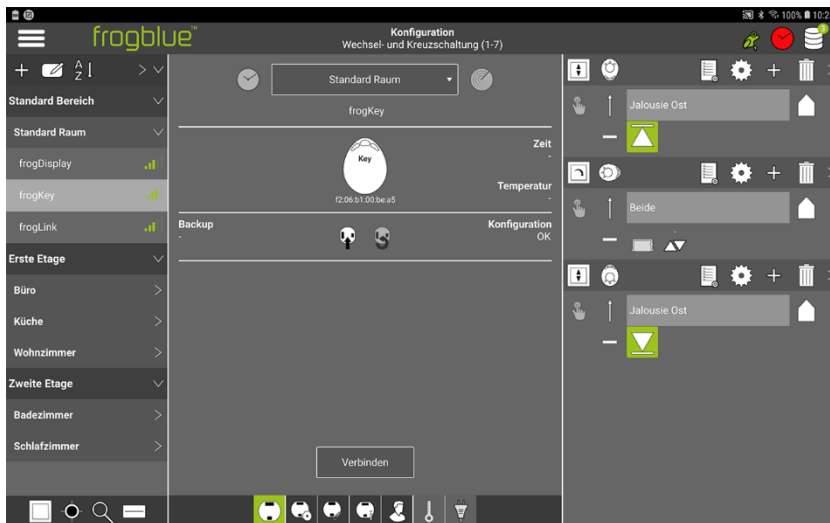 100% 10:2
frogblue™
Konfiguration
Wechsel- und Kreuzschaltung (1-7)
3
A
Z
Standard Bereich
Standard Raum
frogDisplay
frogKey
frogLink
Erste Etage
Büro
Küche
Wohnzimmer
Zweite Etage
Badezimmer
Schlafzimmer
Standard Raum
frogKey
Key
f2:06:b1:00:be:a5
Zeit
-
Temperatur
-
Backup
-
Konfiguration
OK
Verbinden
Jalousie Ost
Beide
Jalousie Ost